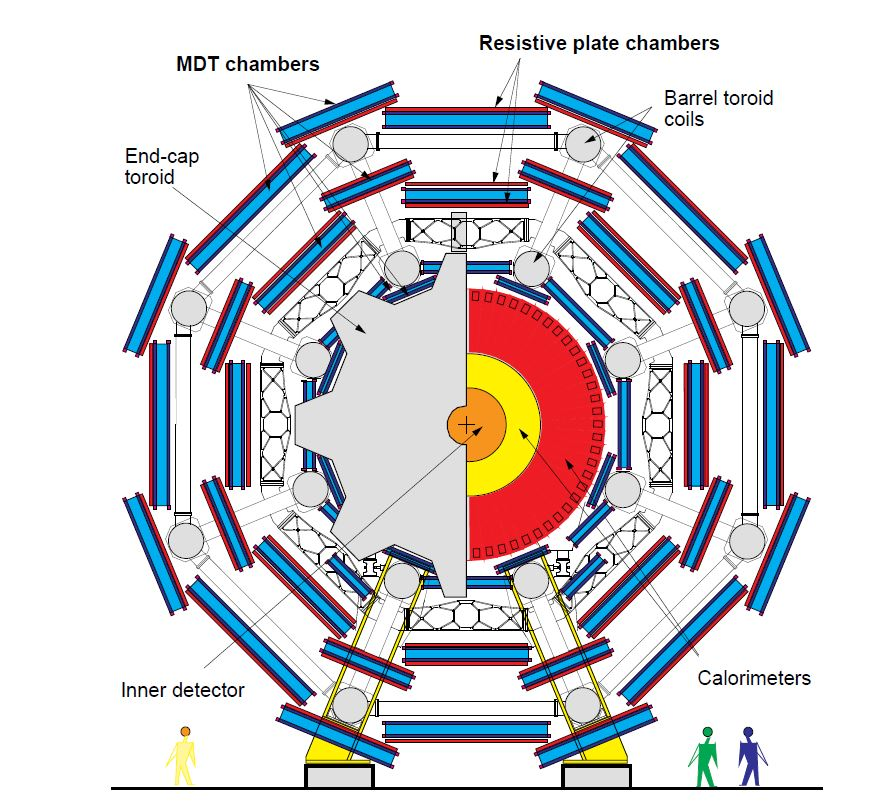 Resistive plate chambers
MDT chambers
Barrel toroid
coils
End-cap
toroid
Calorimeters
Inner detector